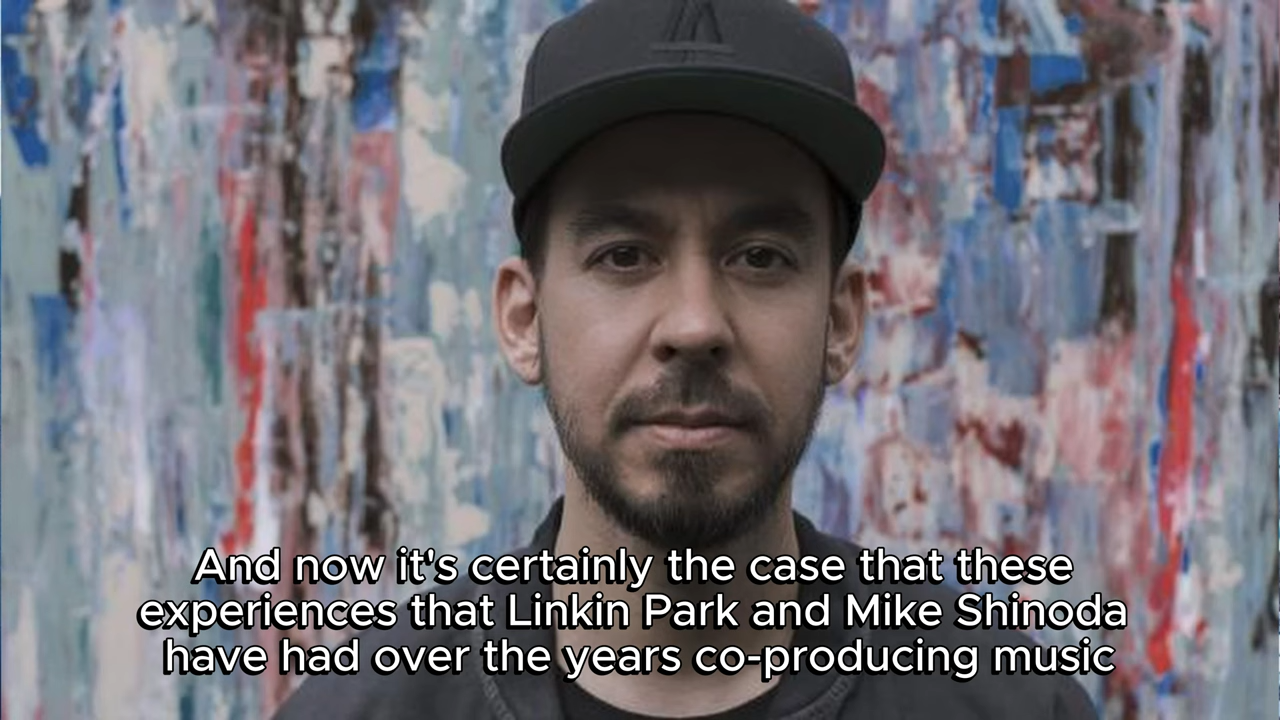 And now it's certainly the case that these
experiences that Linkin Park and Mike Shinoda
have had over the years co-producing music